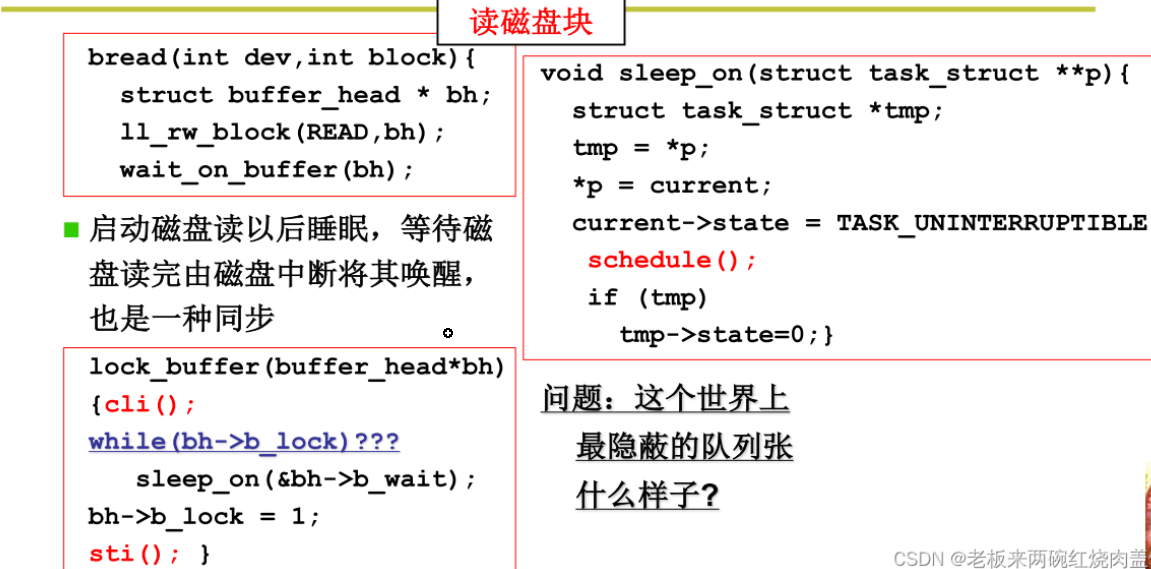 读磁盘块
bread(int dev,int block){
struct buffer_head * bh;
ll_rw_block(READ,bh);
wait_on_buffer(bh);
启动磁盘读以后睡眠，等待磁
盘读完由磁盘中断将其唤醒，
也是一种同步
lock_buffer(buffer_head*bh)
{cli();
while(bh->b_lock)???
sleep_on(&bh->b_wait);
bh->b_lock = 1;
sti(); }
void sleep_on(struct task_struct **p){
struct task_struct *tmp;
tmp = *p;
*p = current;
current->state = TASK_UNINTERRUPTIBLE
schedule();
if (tmp)
tmp->state=0;}
问题：这个世界上
最隐蔽的队列张
什么样子?
CSDN @老板来两碗红烧肉盖